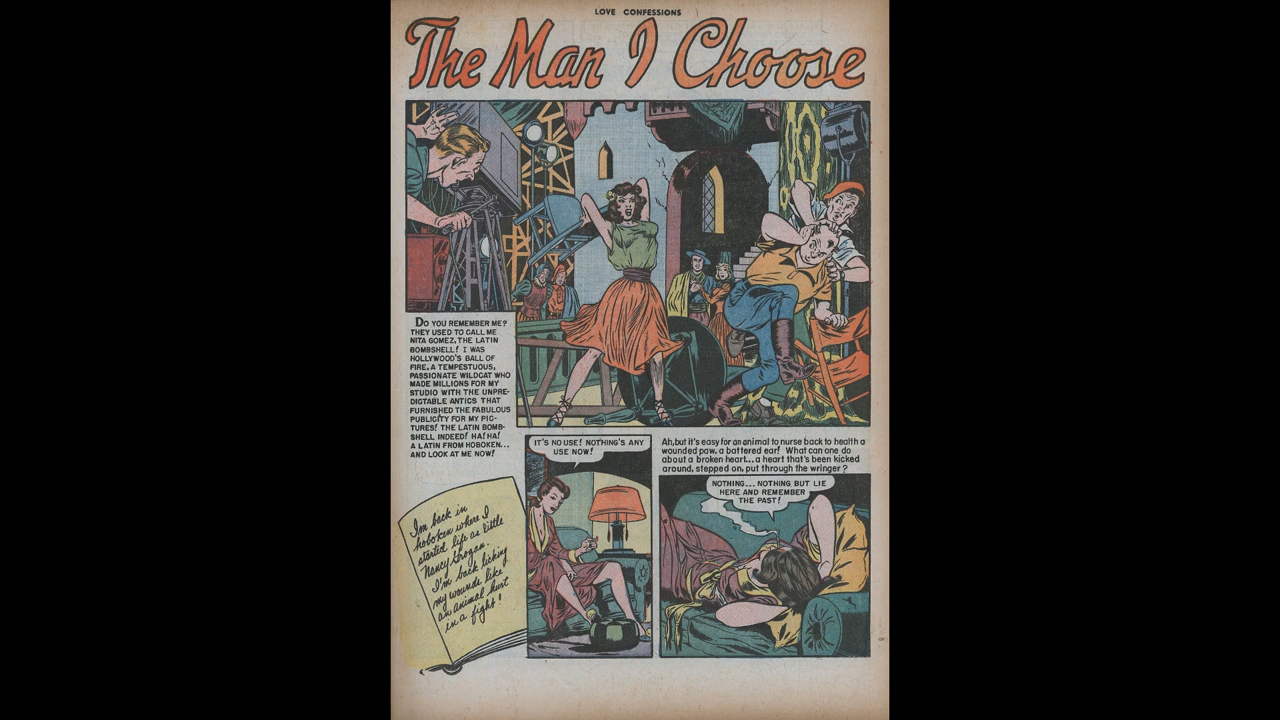 LOVE CONFESSIONS
The Man I Choose
DO YOU REMEMBER ME?
THEY USED TO CALL ME
NITA GOMEZ, THE LATIN
BOMBSHELL! I WAS
HOLLYWOOD'S BALL OF
FIRE, A TEMPESTUOUS,
PASSIONATE WILDCAT WHO
MADE MILLIONS FOR MY
STUDIO WITH THE UNPRE-
DICTABLE ANTICS THAT
FURNISHED THE FABULOUS
PUBLICITY FOR MY PIC-
TURES! THE LATIN BOMB-
SHELL INDEED! HA! HA!
A LATIN FROM HOBOKEN...
AND LOOK AT ME NOW!
I'm back in
hoboken where I
started life as little
Nancy Grogan.
I'm back licking
my wounds like
an animal hurt
in a fight!
IT'S NO USE! NOTHING'S ANY
USE NOW!
Ah, but it's easy for an animal to nurse back to health a
wounded paw, a battered ear! What can one do
about a broken heart... a heart that's been kicked
around, stepped on, put through the wringer?
NOTHING... NOTHING BUT LIE
HERE AND REMEMBER
THE PAST!